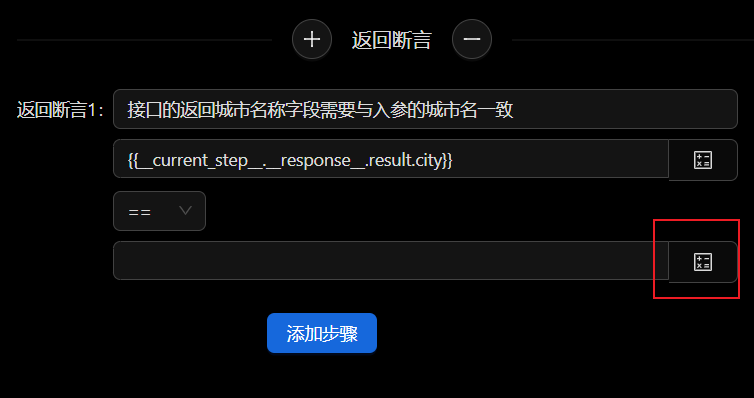 返回断言
返回断言1:
接口的返回城市名称字段需要与入参的城市名一致
{{__current_step__.__response__.result.city}}
==
添加步骤